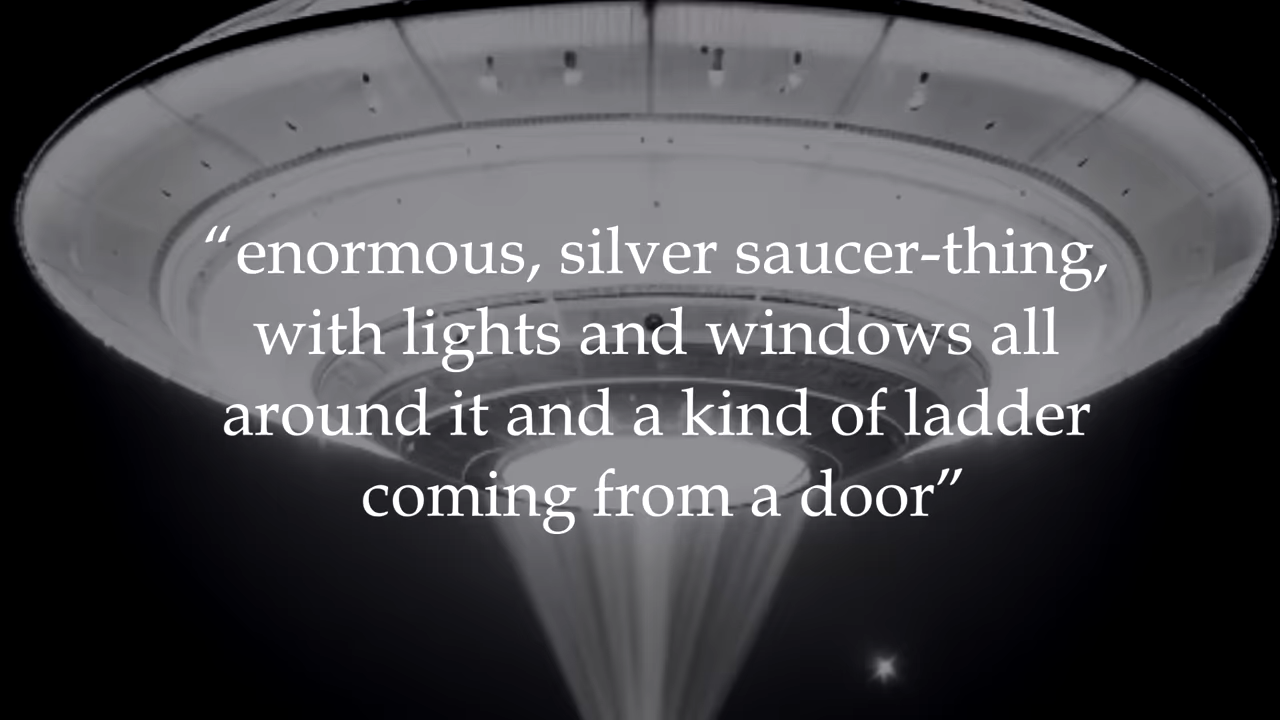 “enormous, silver saucer-thing,
with lights and windows all
around it and a kind of ladder
coming from a door”